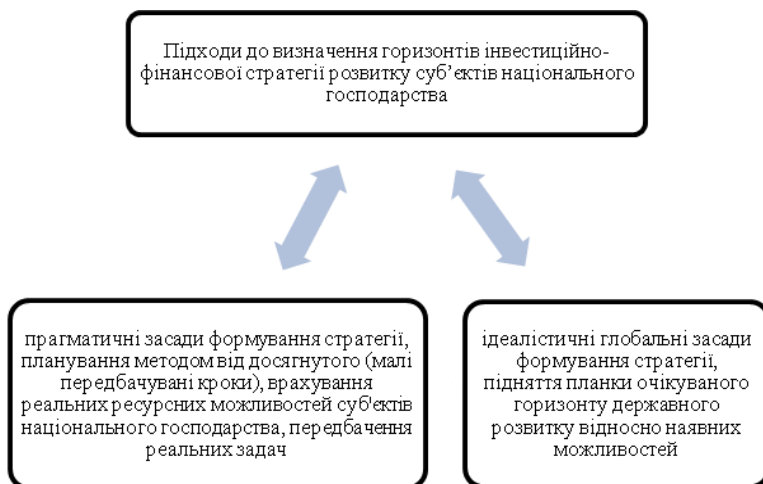 Підходи до визначення горизонтів інвестиційно-
фінансової стратегії розвитку суб’єктів національного
господарства
прагматичні засади формування стратегії,
планування методом від досягнутого (малі
передбачувані кроки), врахування
реальних ресурсних можливостей суб'єктів
національного господарства, передбачення
реальних задач
ідеалістичні глобальні засади
формування стратегії,
підняття планки очікуваного
горизонту державного
розвитку відносно наявних
можливостей